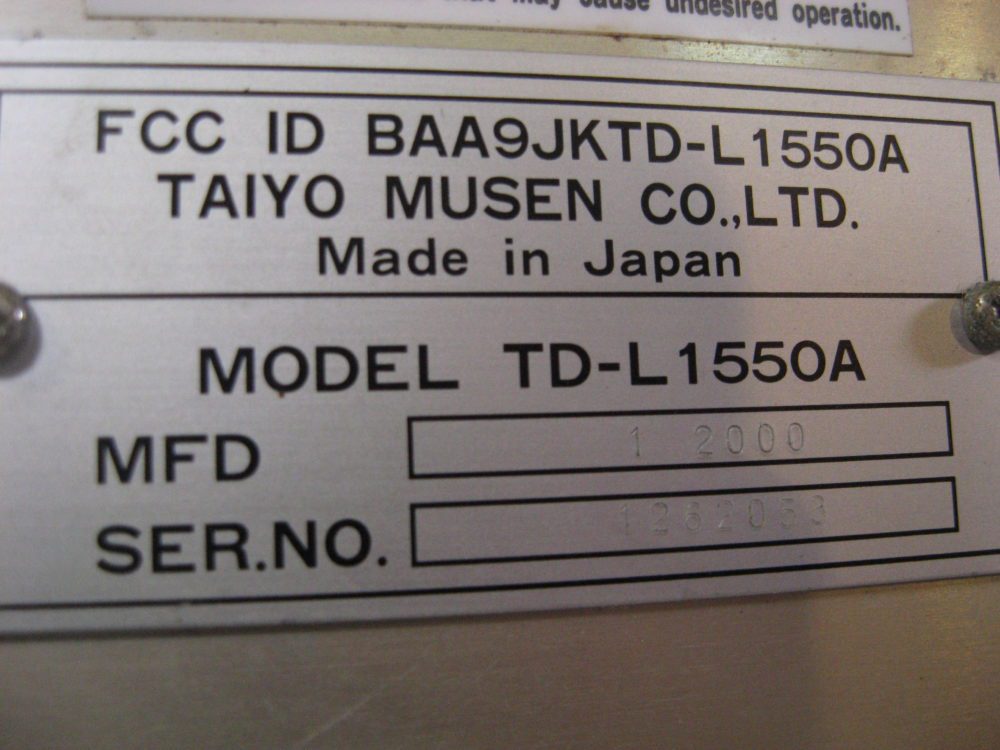 may cause undesired operation.
FCC ID BAA9JKTD-L1550A
TAIYO MUSEN CO.,LTD.
Made in Japan
MODEL TD-L1550A
MFD 1 2000
SER.NO. 1282053